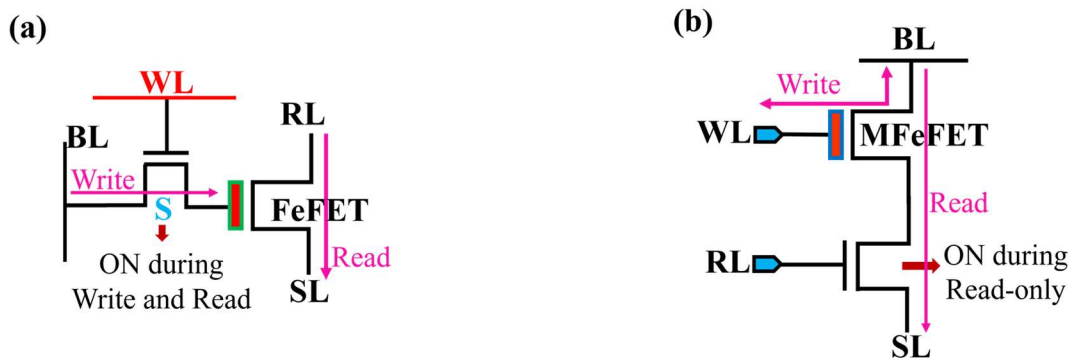 (a)
WL
BL
RL
Write
S
FeFET
ON during
Write and Read
Read
SL
(b)
BL
Write
WL
MFeFET
Read
RL
ON during
Read-only
SL